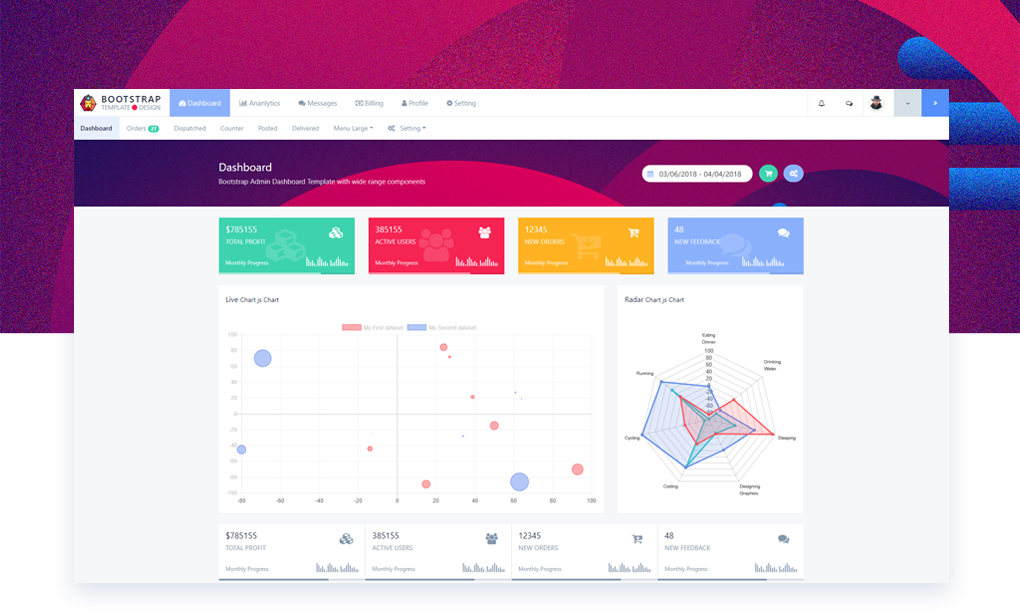 BOOTSTRAP
TEMPLATE DESIGN
Dashboard
Ananlytics
Messages
Billing
Profile
Setting
Dashboard
Orders 27
Dispatched
Counter
Posted
Delivered
Menu Large
Setting
Dashboard
Bootstrap Admin Dashboard Template with wide range components
03/06/2018 - 04/04/2018
$785155
TOTAL PROFIT
Monthly Progress
385155
ACTIVE USERS
Monthly Progress
12345
NEW ORDERS
Monthly Progress
48
NEW FEEDBACK
Monthly Progress
Live Chart js Chart
My First dataset
My Second dataset
100
80
60
40
20
0
-20
-40
-60
-80
-100
-80
-60
-40
-20
0
20
40
60
80
100
Radar Chart js Chart
Eating
Dinner
Drinking
Water
Sleeping
Designing
Graphics
Coding
Cycling
Running
100
80
60
40
20
-20
-40
-60
$785155
TOTAL PROFIT
Monthly Progress
385155
ACTIVE USERS
Monthly Progress
12345
NEW ORDERS
Monthly Progress
48
NEW FEEDBACK
Monthly Progress